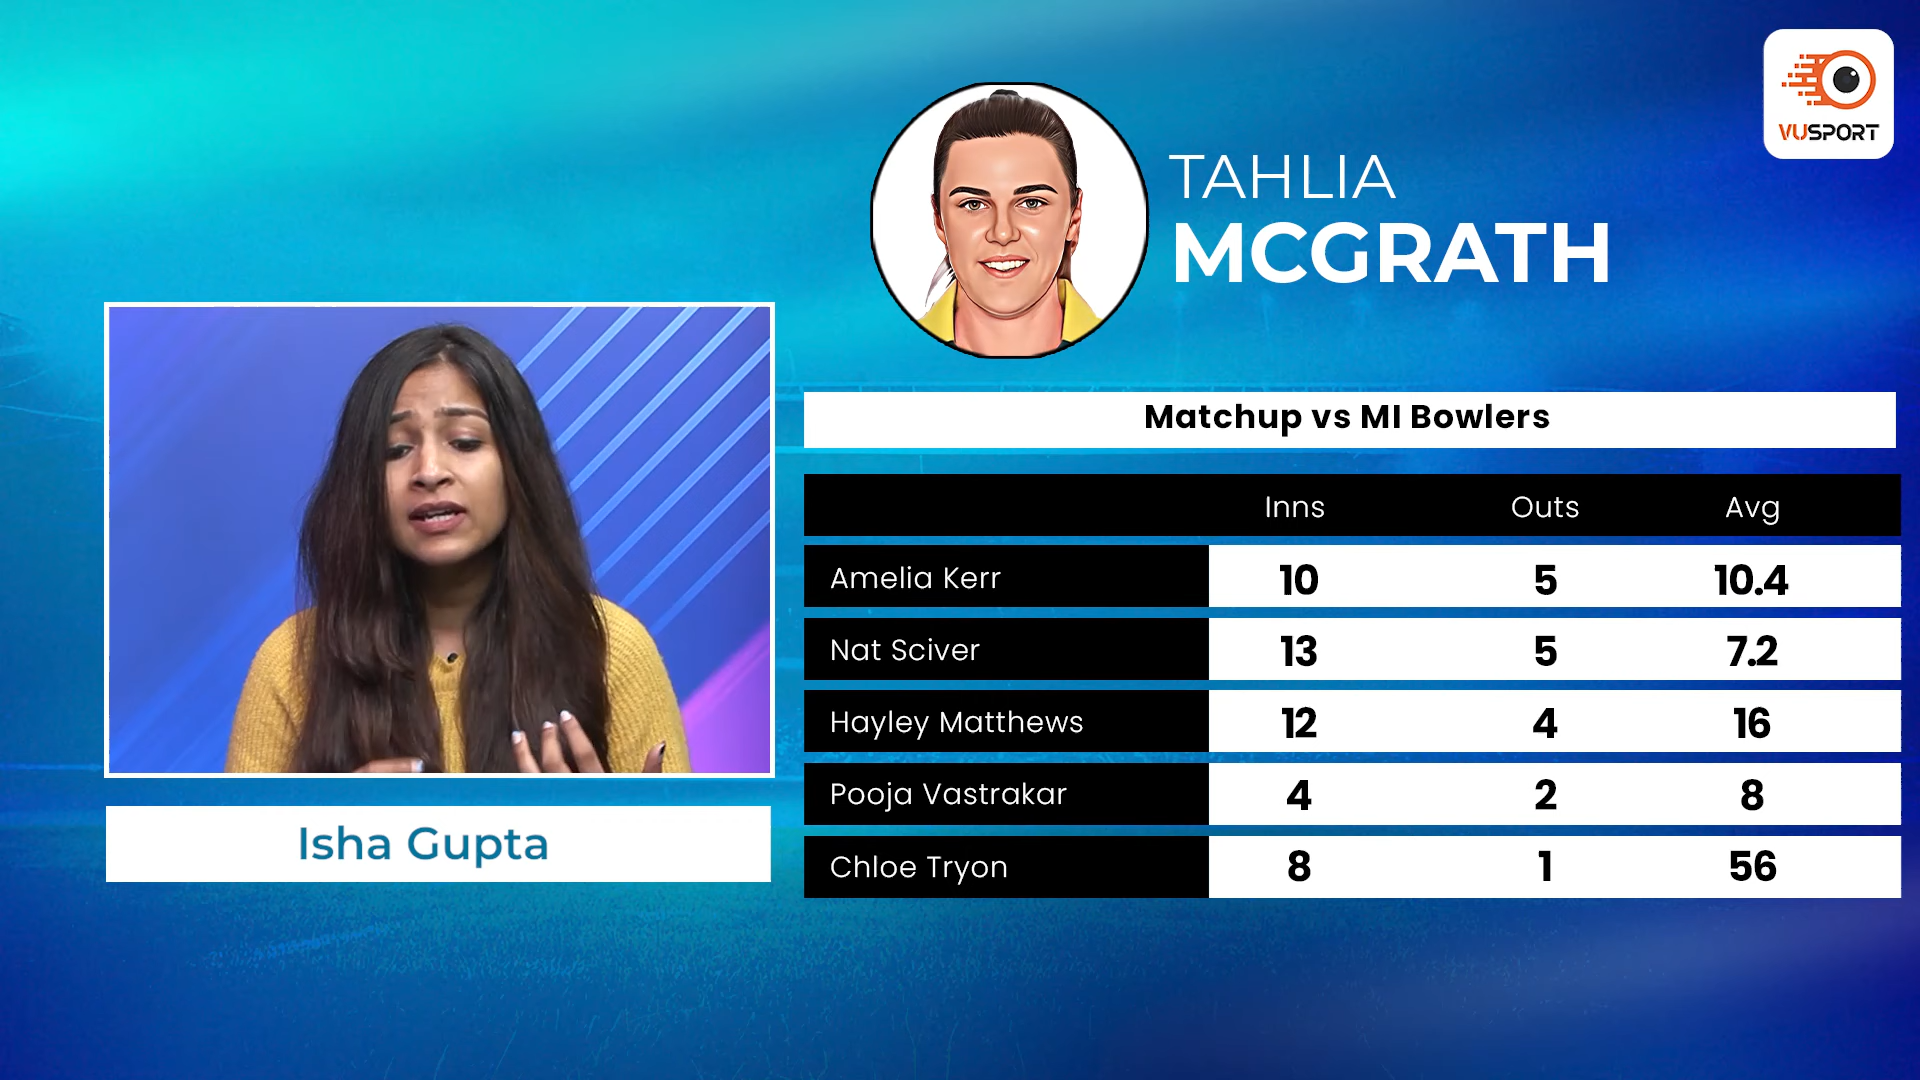 VUSPORT
TAHLIA
MCGRATH
Matchup vs MI Bowlers
Inns Outs Avg
Amelia Kerr 10 5 10.4
Nat Sciver 13 5 7.2
Hayley Matthews 12 4 16
Pooja Vastrakar 4 2 8
Chloe Tryon 8 1 56
Isha Gupta